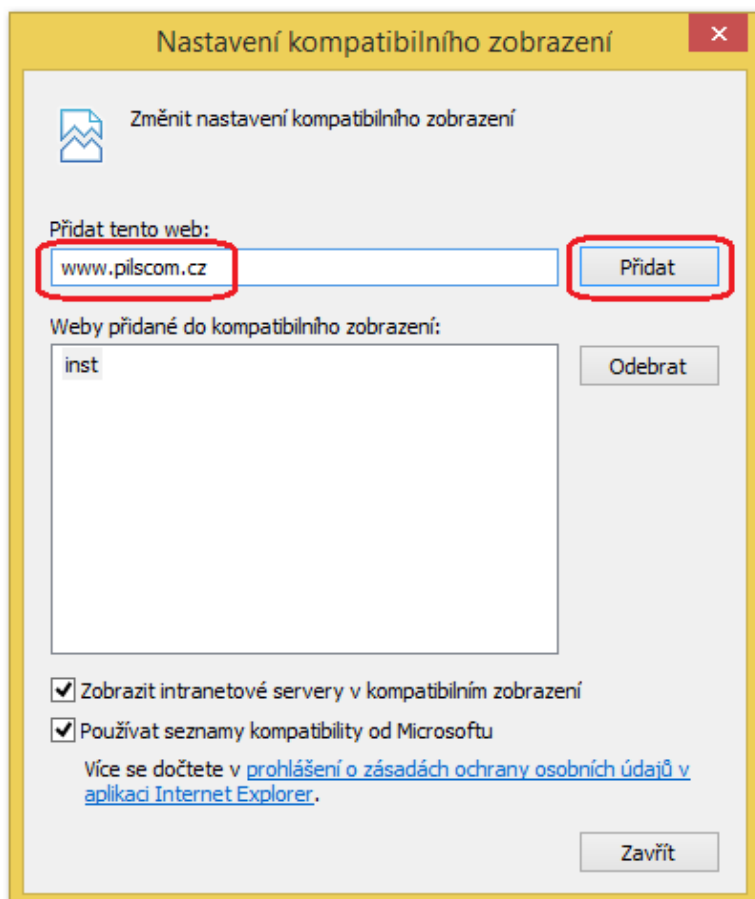 Nastavení kompatibilního zobrazení
Změnit nastavení kompatibilního zobrazení
Přidat tento web:
www.pilscom.cz
Přidat
Weby přidané do kompatibilního zobrazení:
inst
Odebrat
Zobrazit intranetové servery v kompatibilním zobrazení
Používat seznamy kompatibility od Microsoftu
Více se dočtete v prohlášení o zásadách ochrany osobních údajů v
aplikaci Internet Explorer.
Zavřít